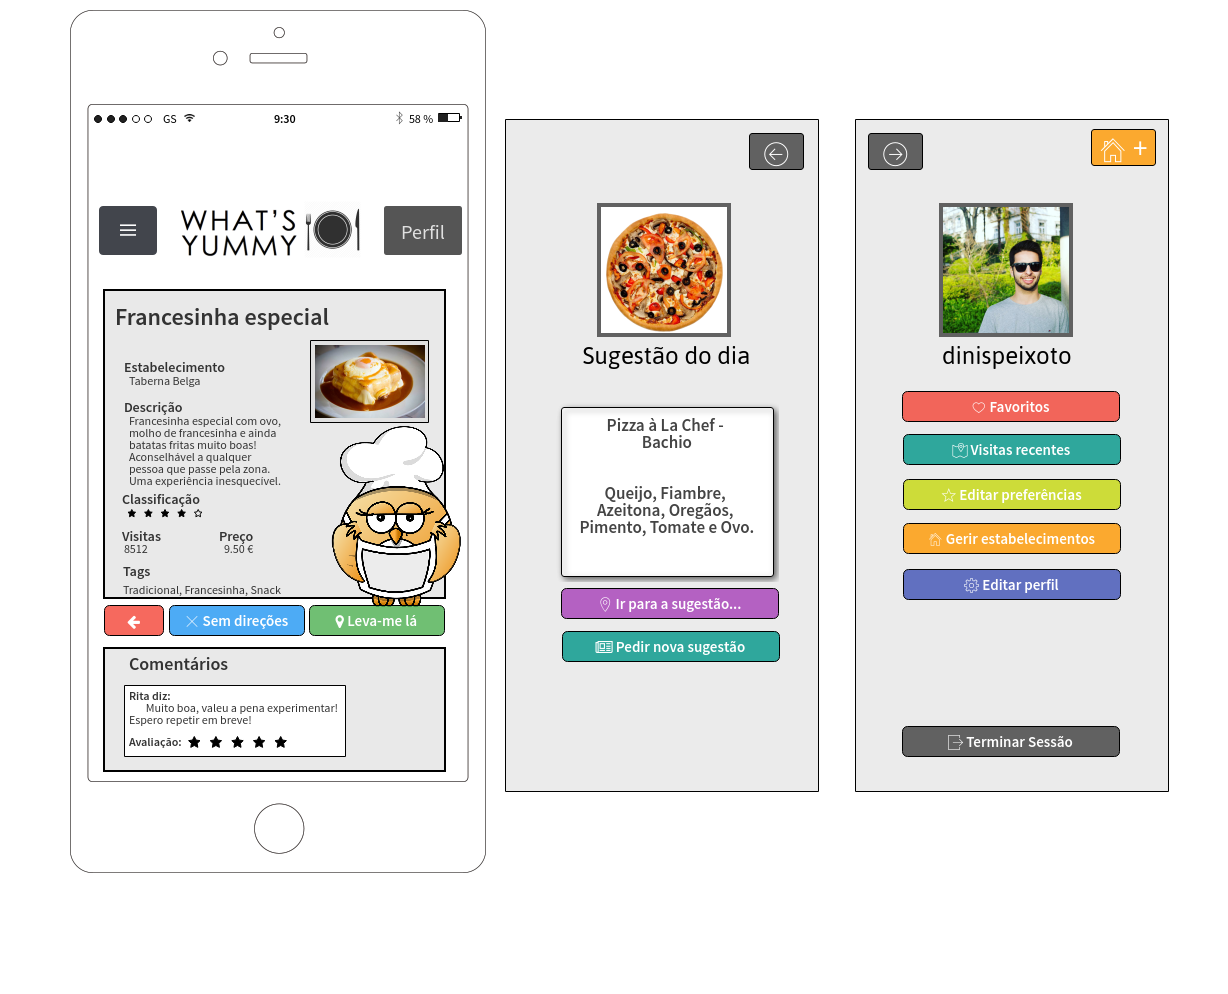 GS
9:30
58 %
WHAT'S
YUMMY
Perfil
Francesinha especial
Estabelecimento
Taberna Belga
Descrição
Francesinha especial com ovo,
molho de francesinha e ainda
batatas fritas muito boas!
Aconselhável a qualquer
pessoa que passe pela zona.
Uma experiência inesquecível.
Classificação
Visitas Preço
8512 9.50 €
Tags
Tradicional, Francesinha, Snack
Sem direções
Leva-me lá
Comentários
Rita diz:
Muito boa, valeu a pena experimentar!
Espero repetir em breve!
Avaliação:
Sugestão do dia
Pizza à La Chef -
Bachio
Queijo, Fiambre,
Azeitona, Oregãos,
Pimento, Tomate e Ovo.
Ir para a sugestão...
Pedir nova sugestão
+
dinispeixoto
Favoritos
Visitas recentes
Editar preferências
Gerir estabelecimentos
Editar perfil
Terminar Sessão